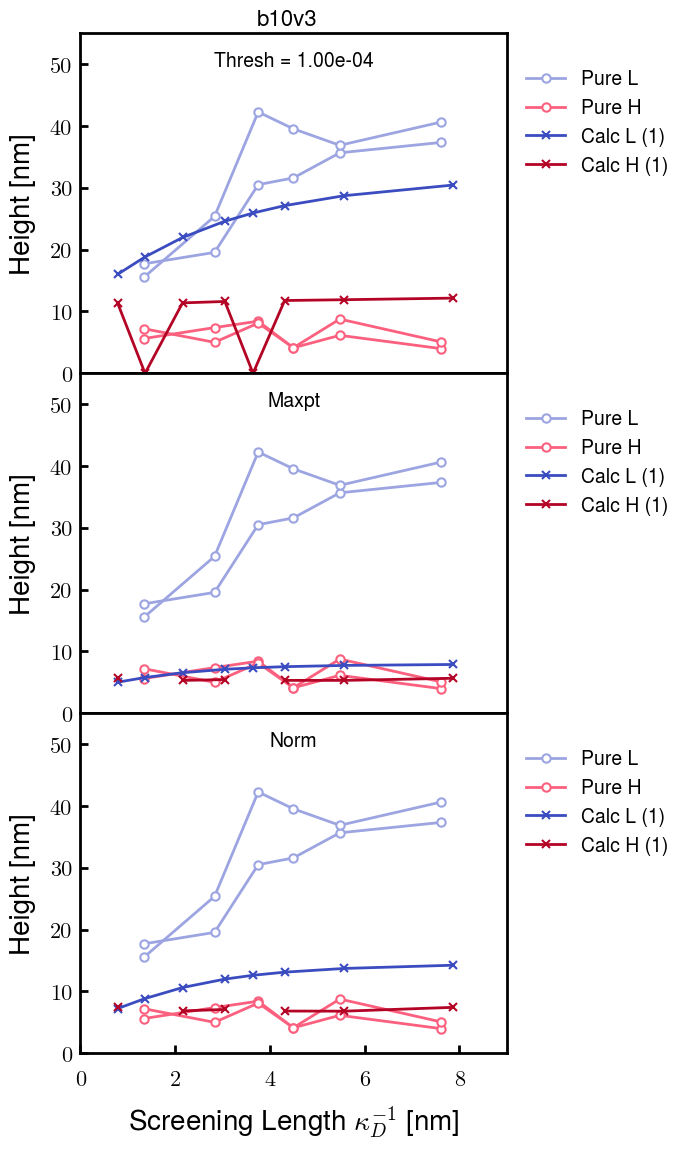 b10v3
Thresh = 1.00e-04
Height [nm]
50
40
30
20
10
0
Pure L
Pure H
Calc L (1)
Calc H (1)
Maxpt
Height [nm]
50
40
30
20
10
0
Pure L
Pure H
Calc L (1)
Calc H (1)
Norm
Height [nm]
50
40
30
20
10
0
Pure L
Pure H
Calc L (1)
Calc H (1)
0 2 4 6 8
Screening Length κ_D^{-1} [nm]